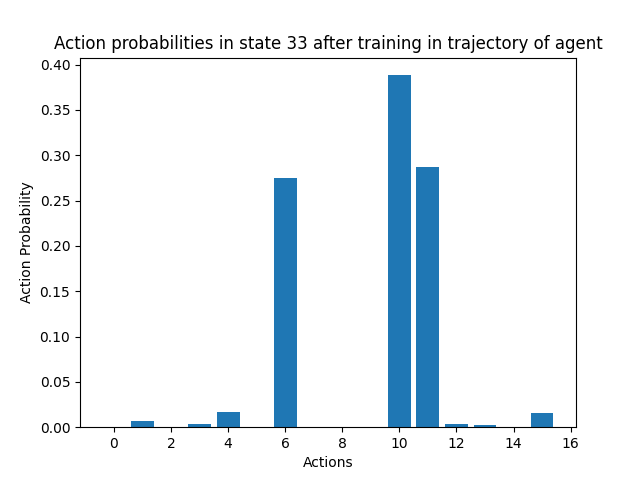 Action probabilities in state 33 after training in trajectory of agent
Action Probability
0.40
0.35
0.30
0.25
0.20
0.15
0.10
0.05
0.00
0 2 4 6 8 10 12 14 16
Actions